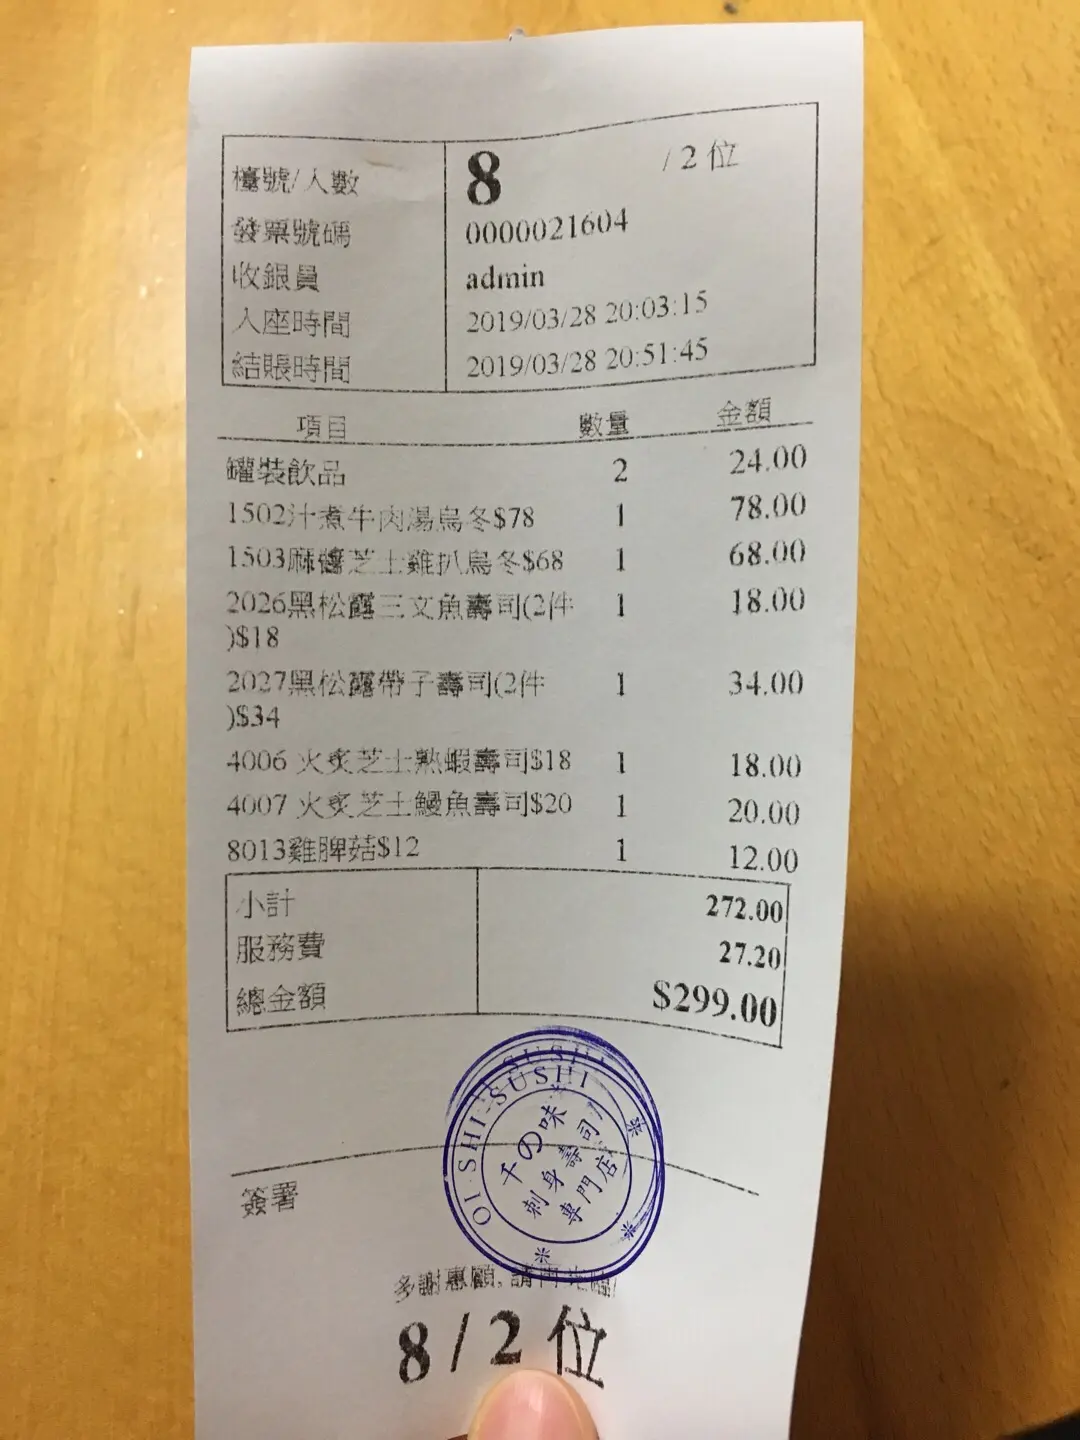 檯號/人數 8 / 2 位
發票號碼 0000021604
收銀員 admin
入座時間 2019/03/28 20:03:15
結賬時間 2019/03/28 20:51:45
項目 數量 金額
罐裝飲品 2 24.00
1502汁煮牛肉湯烏冬$78 1 78.00
1503麻醬芝士雞扒烏冬$68 1 68.00
2026黑松露三文魚壽司(2件 1 18.00
)$18
2027黑松露帶子壽司(2件 1 34.00
)$34
4006 火炙芝士熟蝦壽司$18 1 18.00
4007 火炙芝士鰻魚壽司$20 1 20.00
8013雞脾菇$12 1 12.00
小計 272.00
服務費 27.20
總金額 $299.00
QI-SHI-SUSHI
千の味
刺身壽司
專門店
簽署
多謝惠顧, 請再光臨!
8 / 2 位